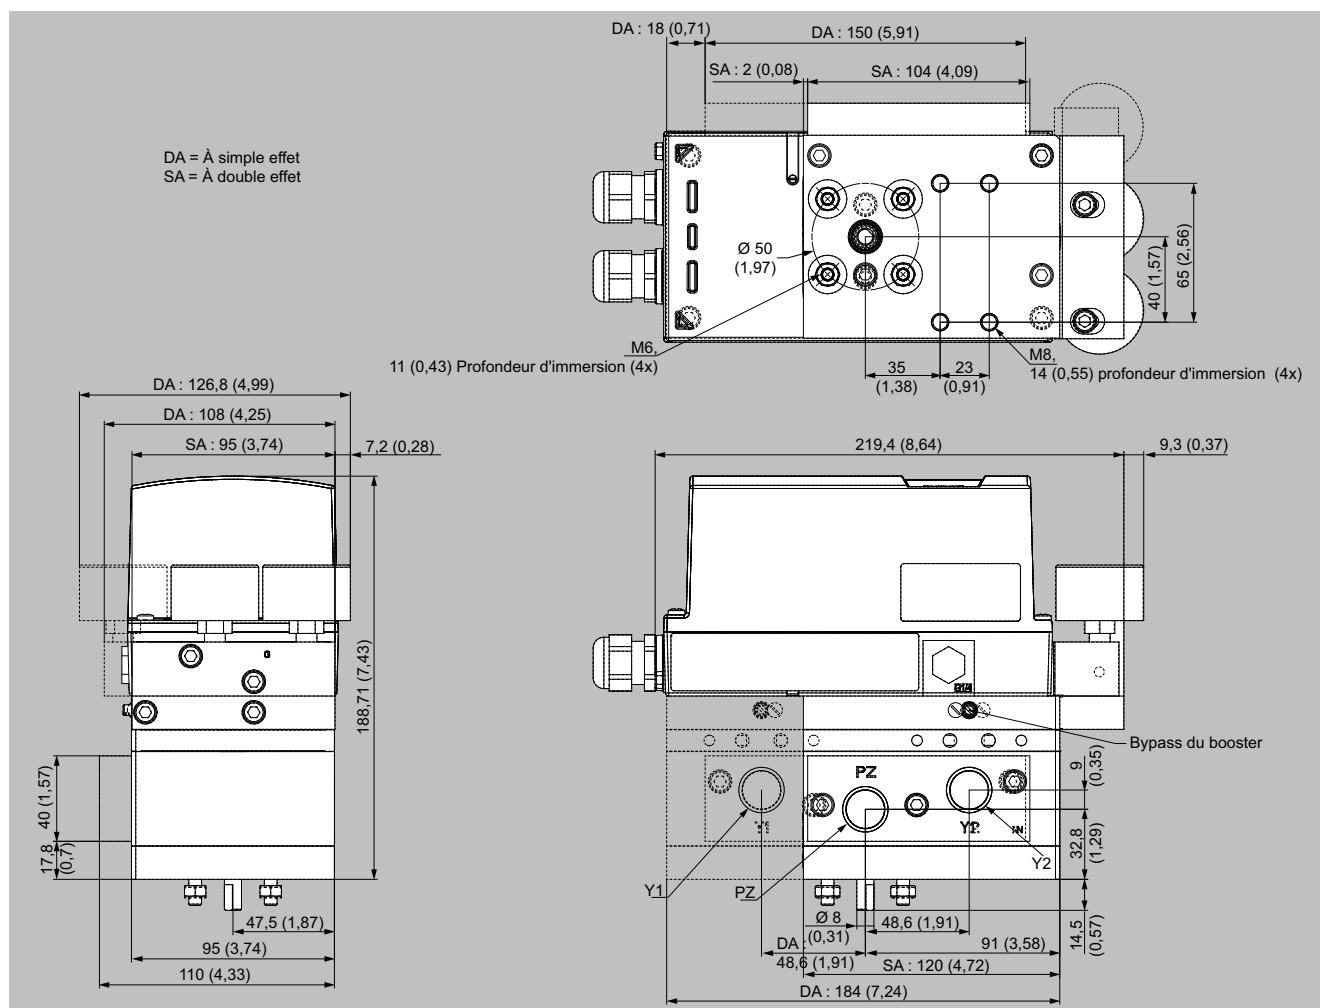 DA : 18 (0,71)
DA : 150 (5,91)
SA : 2 (0,08)
SA : 104 (4,09)
DA = À simple effet
SA = À double effet
Ø 50
(1,97)
40 (1,57)
65 (2,56)
M6,
11 (0,43) Profondeur d'immersion (4x)
35
(1,38)
23
(0,91)
M8,
14 (0,55) profondeur d'immersion (4x)
DA : 126,8 (4,99)
DA : 108 (4,25)
SA : 95 (3,74)
7,2 (0,28)
219,4 (8,64)
9,3 (0,37)
G
188,71 (7,43)
Bypass du booster
40 (1,57)
17,8
(0,7)
PZ
Y2
IN
9
(0,35)
32,8
(1,29)
Y1
PZ
Y2
47,5 (1,87)
95 (3,74)
110 (4,33)
Ø 8
(0,31)
48,6 (1,91)
14,5
(0,57)
DA :
48,6 (1,91)
91 (3,58)
SA : 120 (4,72)
DA : 184 (7,24)